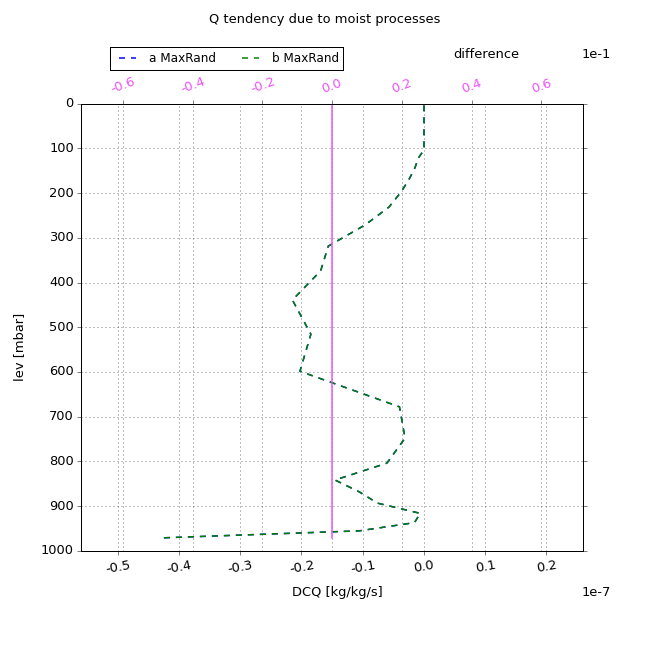 Q tendency due to moist processes
a MaxRand b MaxRand difference 1e-1
-0.6 -0.4 -0.2 0.0 0.2 0.4 0.6
0
100
200
300
400
500
600
700
800
900
1000
lev [mbar]
-0.5 -0.4 -0.3 -0.2 -0.1 0.0 0.1 0.2
DCQ [kg/kg/s] 1e-7